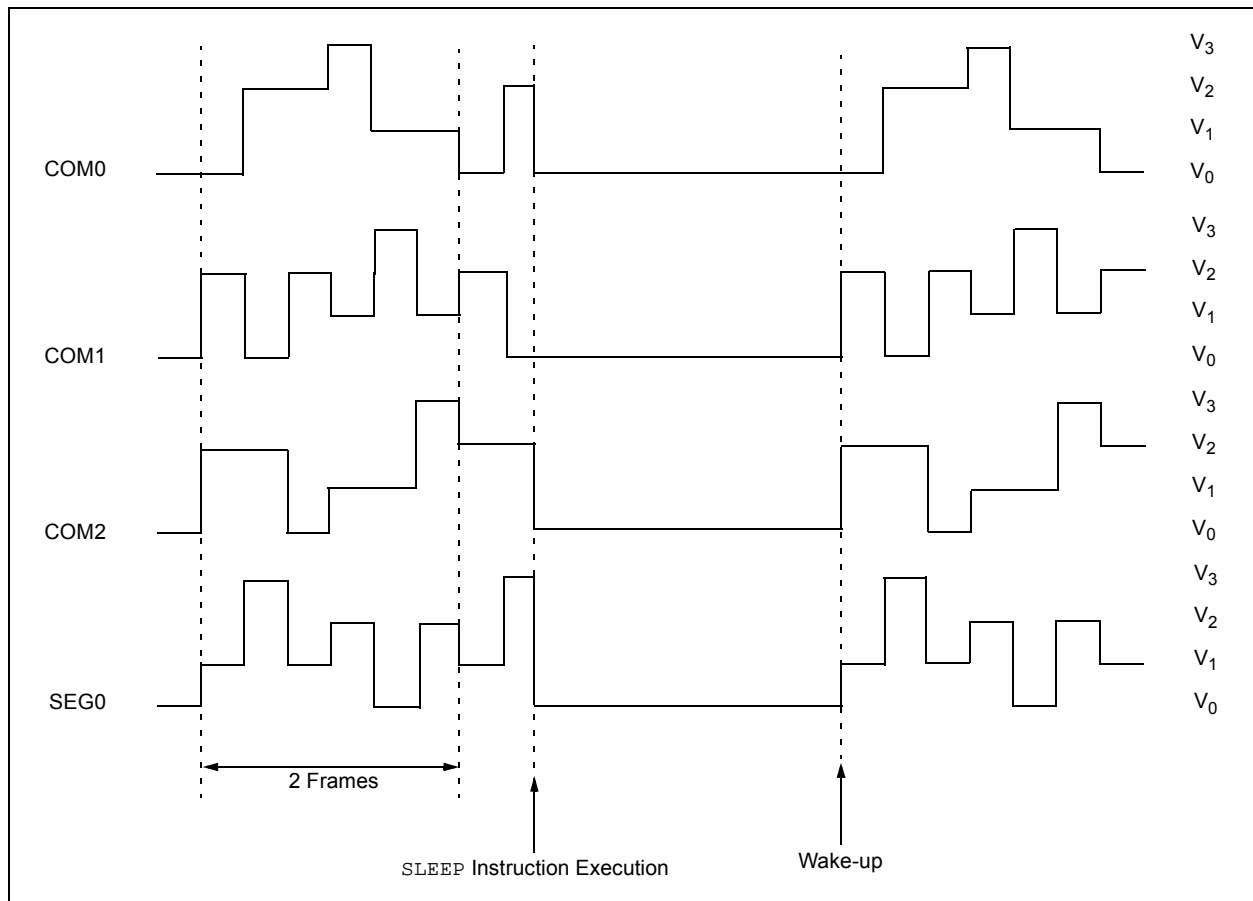 V3
V2
V1
COM0
V0
V3
V2
V1
COM1
V0
V3
V2
V1
COM2
V0
V3
V2
V1
SEG0
V0
2 Frames
SLEEP Instruction Execution
Wake-up